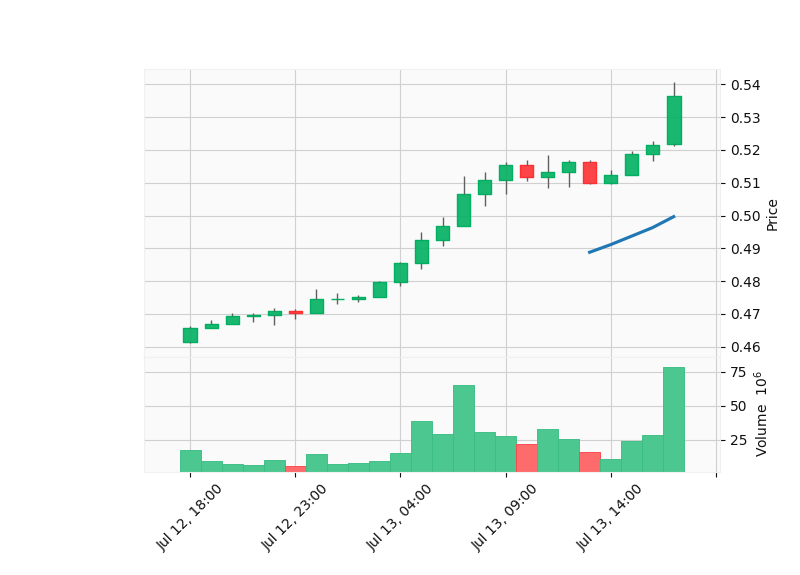 0.54
0.53
0.52
0.51
0.50
0.49
0.48
0.47
0.46
Price
75
50
25
Volume 10⁶
Jul 12, 18:00
Jul 12, 23:00
Jul 13, 04:00
Jul 13, 09:00
Jul 13, 14:00